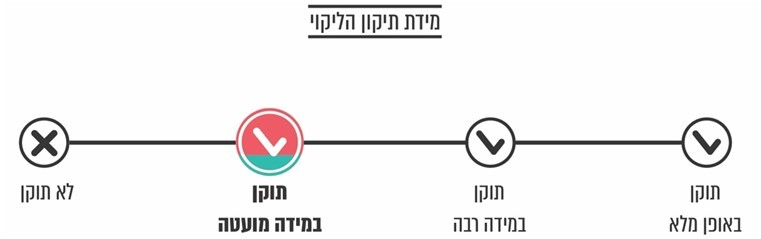 מידת תיקון הליקוי
תוקן
באופן מלא
תוקן
במידה רבה
תוקן
במידה מועטה
לא תוקן